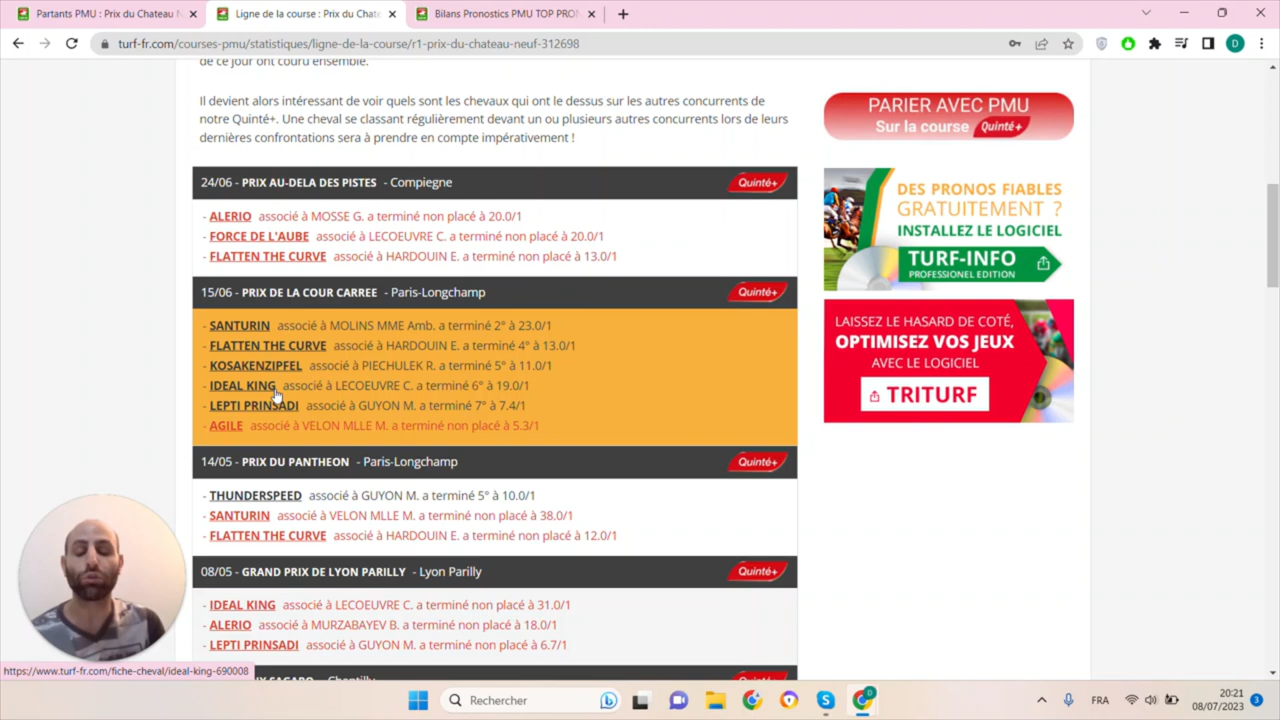 Partants PMU : Prix du Chateau N
Ligne de la course : Prix du Chate
Bilans Pronostics PMU TOP PRON
turf-fr.com/courses-pmu/statistiques/ligne-de-la-course/r1-prix-du-chateau-neuf-312698
D
de ce jour ont couru ensemble.
Il devient alors intéressant de voir quels sont les chevaux qui ont le dessus sur les autres concurrents de
notre Quinté+. Une cheval se classant régulièrement devant un ou plusieurs autres concurrents lors de leurs
dernières confrontations sera à prendre en compte impérativement !
24/06 - PRIX AU-DELA DES PISTES - Compiegne Quinté+
- ALERIO associé à MOSSE G. a terminé non placé à 20.0/1
- FORCE DE L'AUBE associé à LECOEUVRE C. a terminé non placé à 20.0/1
- FLATTEN THE CURVE associé à HARDOUIN E. a terminé non placé à 13.0/1
15/06 - PRIX DE LA COUR CARREE - Paris-Longchamp Quinté+
- SANTURIN associé à MOLINS MME Amb. a terminé 2° à 23.0/1
- FLATTEN THE CURVE associé à HARDOUIN E. a terminé 4° à 13.0/1
- KOSAKENZIPFEL associé à PIECHULEK R. a terminé 5° à 11.0/1
- IDEAL KING associé à LECOEUVRE C. a terminé 6° à 19.0/1
- LEPTI PRINSADI associé à GUYON M. a terminé 7° à 7.4/1
- AGILE associé à VELON MLLE M. a terminé non placé à 5.3/1
14/05 - PRIX DU PANTHEON - Paris-Longchamp Quinté+
- THUNDERSPEED associé à GUYON M. a terminé 5° à 10.0/1
- SANTURIN associé à VELON MLLE M. a terminé non placé à 38.0/1
- FLATTEN THE CURVE associé à HARDOUIN E. a terminé non placé à 12.0/1
08/05 - GRAND PRIX DE LYON PARILLY - Lyon Parilly Quinté+
- IDEAL KING associé à LECOEUVRE C. a terminé non placé à 31.0/1
- ALERIO associé à MURZABAYEV B. a terminé non placé à 18.0/1
- LEPTI PRINSADI associé à GUYON M. a terminé non placé à 6.7/1
PARIER AVEC PMU
Sur la course Quinté+
DES PRONOS FIABLES
GRATUITEMENT ?
INSTALLEZ LE LOGICIEL
TURF-INFO
PROFESSIONEL EDITION
LAISSEZ LE HASARD DE COTÉ,
OPTIMISEZ VOS JEUX
AVEC LE LOGICIEL
TRITURF
https://www.turf-fr.com/fiche-cheval/ideal-king-690008
Rechercher
FRA
20:21
08/07/2023
3